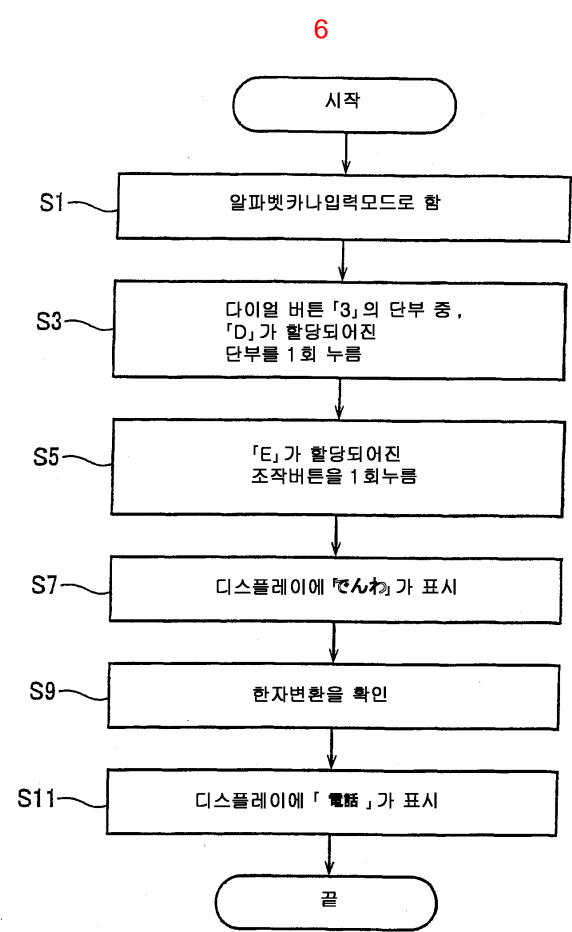 6
시작
S1
알파벳카나입력모드로 함
S3
다이얼 버튼 「3」의 단부 중,
「D」가 할당되어진
단부를 1회 누름
S5
「E」가 할당되어진
조작버튼을 1회누름
S7
디스플레이에 「でんわ」가 표시
S9
한자변환을 확인
S11
디스플레이에 「 電話 」가 표시
끝